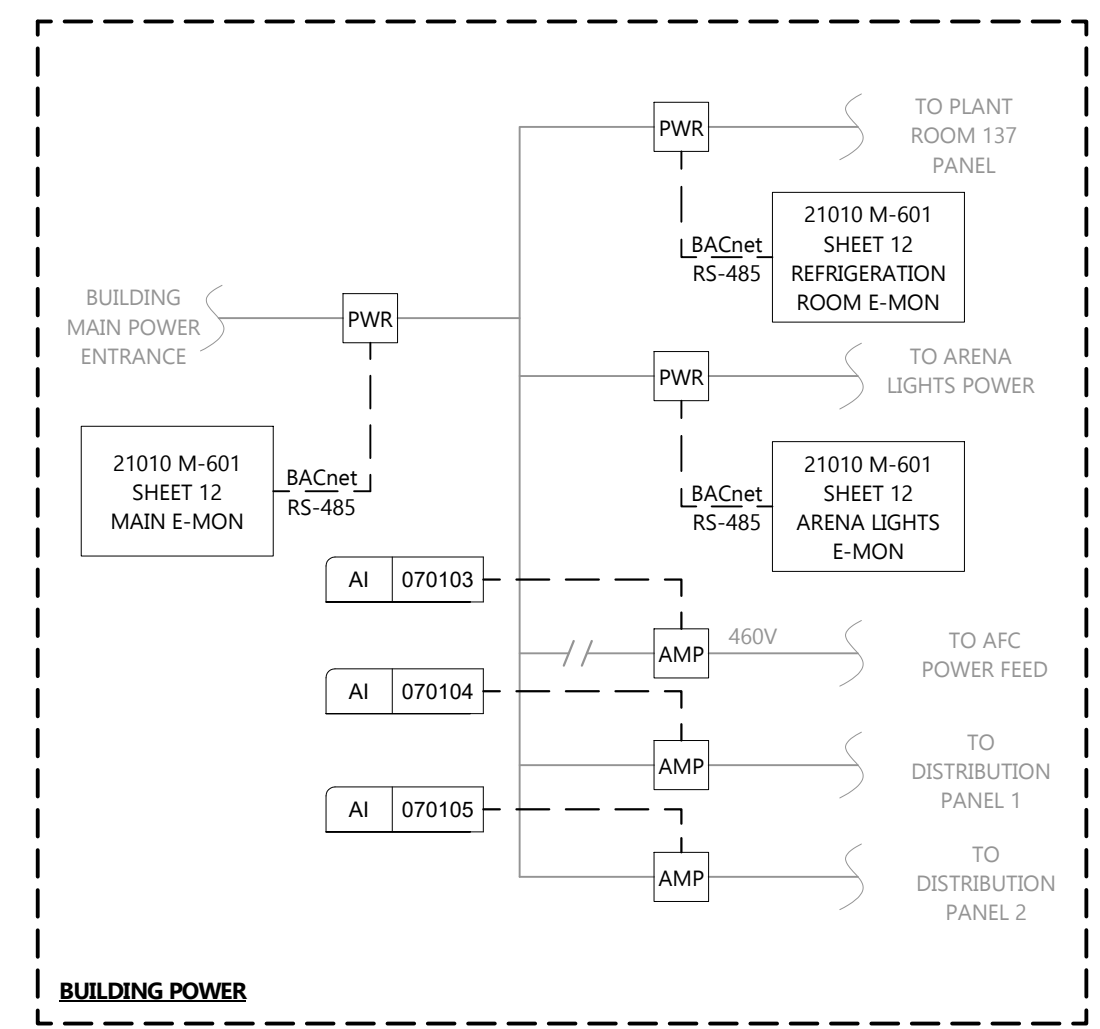 TO PLANT
ROOM 137
PANEL
PWR
21010 M-601
SHEET 12
REFRIGERATION
ROOM E-MON
BACnet
RS-485
BUILDING
MAIN POWER
ENTRANCE
PWR
TO ARENA
LIGHTS POWER
PWR
21010 M-601
SHEET 12
MAIN E-MON
BACnet
RS-485
21010 M-601
SHEET 12
ARENA LIGHTS
E-MON
BACnet
RS-485
AI 070103
AMP
460V
TO AFC
POWER FEED
AI 070104
AMP
TO
DISTRIBUTION
PANEL 1
AI 070105
AMP
TO
DISTRIBUTION
PANEL 2
BUILDING POWER